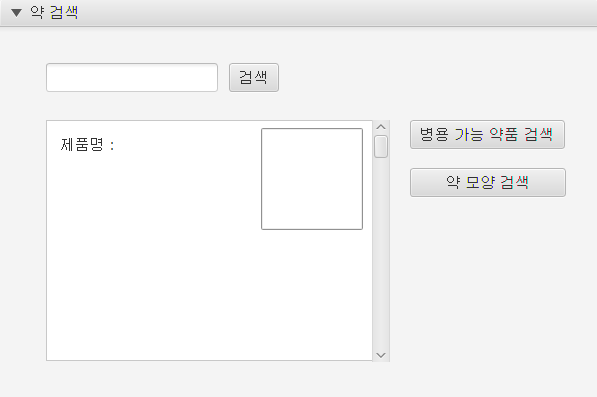 약 검색
검색
제품명 :
병용 가능 약품 검색
약 모양 검색